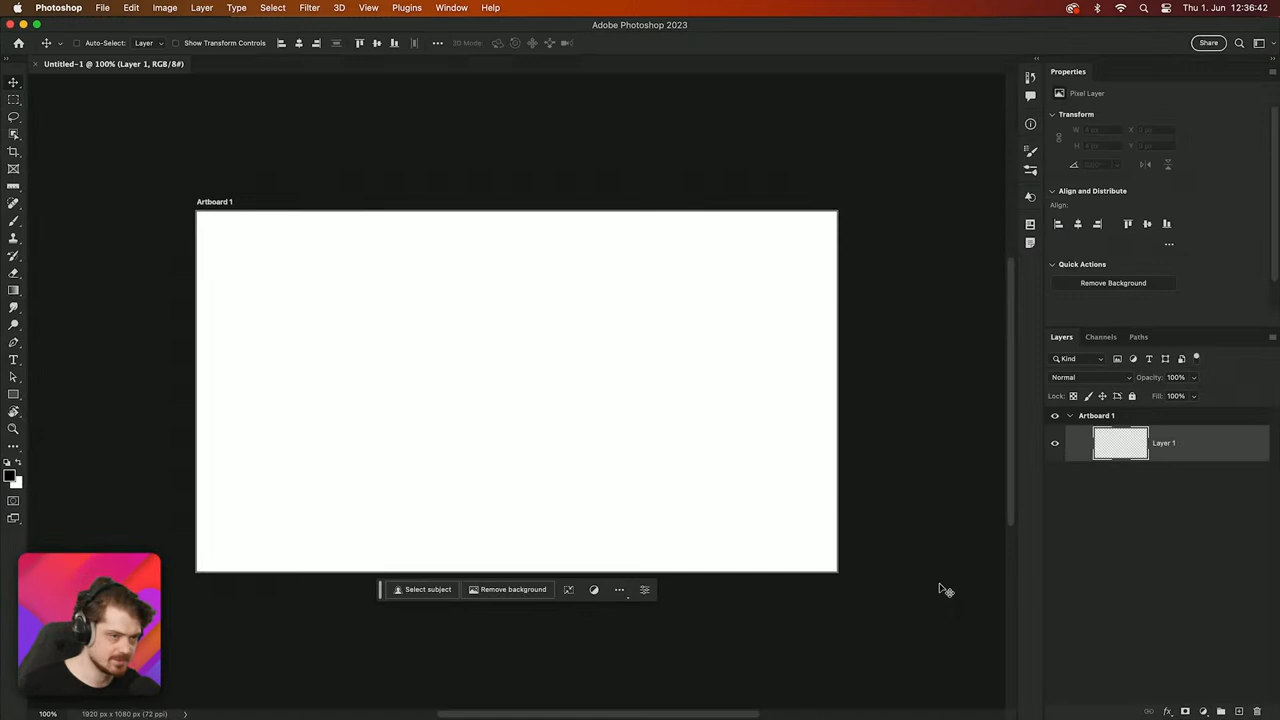 Photoshop File Edit Image Layer Type Select Filter 3D View Plugins Window Help Thu 1. Jun 12:36:42
Adobe Photoshop 2023
Auto-Select: Layer Show Transform Controls 3D Mode: Share
Untitled-1 @ 100% (Layer 1, RGB/8#)
Properties
Pixel Layer
Transform
W X
H Y
Align and Distribute
Align:
Artboard 1
Quick Actions
Remove Background
Layers Channels Paths
Kind
Normal Opacity: 100%
Lock: Fill: 100%
Artboard 1
Layer 1
Select subject Remove background
100% 1920 px x 1080 px (72 ppi)